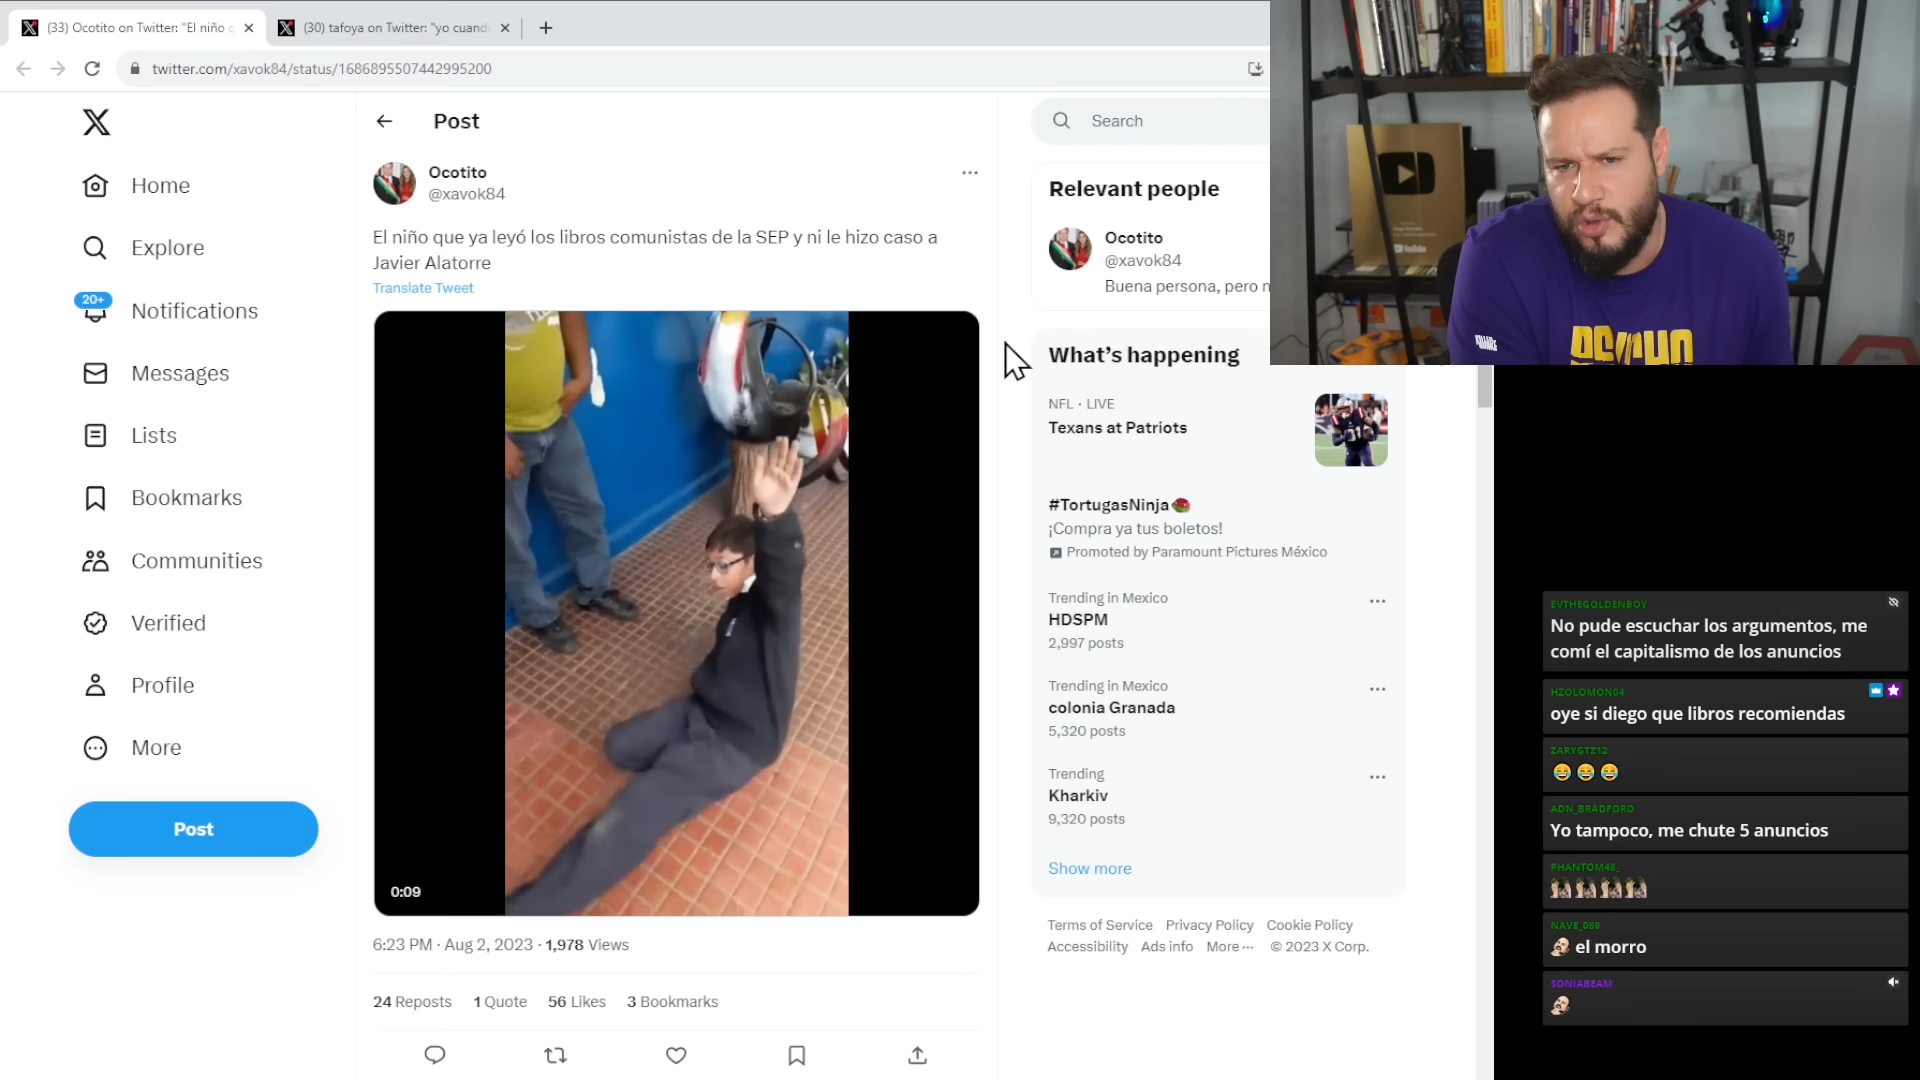 (33) Ocotito on Twitter: "El niño
(30) tafoya on Twitter: "yo cuand
twitter.com/xavok84/status/1686895507442995200
Home
Explore
20+
Notifications
Messages
Lists
Bookmarks
Communities
Verified
Profile
More
Post
Post
Ocotito
@xavok84
El niño que ya leyó los libros comunistas de la SEP y ni le hizo caso a
Javier Alatorre
Translate Tweet
0:09
6:23 PM · Aug 2, 2023 · 1,978 Views
24 Reposts 1 Quote 56 Likes 3 Bookmarks
Search
Relevant people
Ocotito
@xavok84
Buena persona, pero n
What's happening
NFL · LIVE
Texans at Patriots
#TortugasNinja
¡Compra ya tus boletos!
Promoted by Paramount Pictures México
Trending in Mexico
HDSPM
2,997 posts
Trending in Mexico
colonia Granada
5,320 posts
Trending
Kharkiv
9,320 posts
Show more
Terms of Service Privacy Policy Cookie Policy
Accessibility Ads info More ··· © 2023 X Corp.
YouTube
PSYCHO
EVTHEGOLDENBOY
No pude escuchar los argumentos, me
comí el capitalismo de los anuncios
HZOLOMON04
oye si diego que libros recomiendas
ZARYGTZ12
ADN_BRADFORD
Yo tampoco, me chute 5 anuncios
PHANTOM48_
NAVE_089
el morro
SONIABEAM